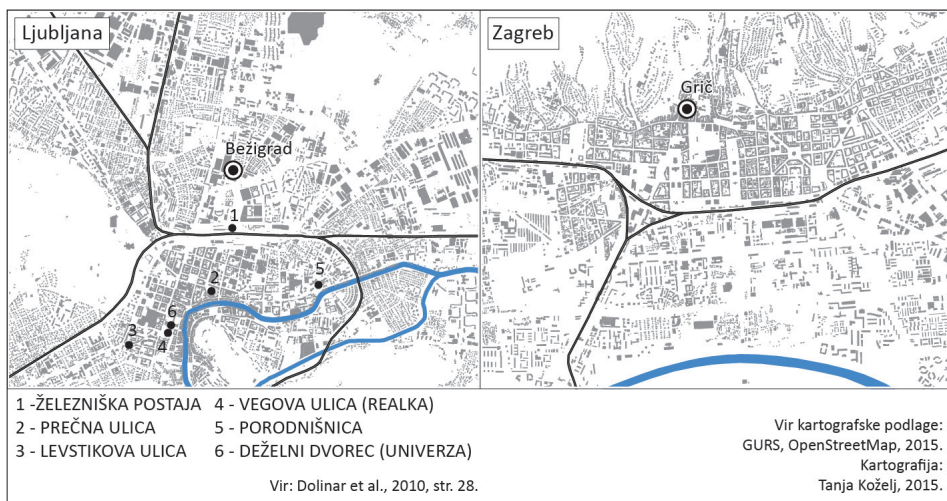 Ljubljana
Zagreb
Grič
Bežigrad
1
2
5
6
3
4
1 -ŽELEZNIŠKA POSTAJA
2 - PREČNA ULICA
3 - LEVSTIKOVA ULICA
4 - VEGOVA ULICA (REALKA)
5 - PORODNIŠNICA
6 - DEŽELNI DVOREC (UNIVERZA)
Vir: Dolinar et al., 2010, str. 28.
Vir kartografske podlage:
GURS, OpenStreetMap, 2015.
Kartografija:
Tanja Koželj, 2015.